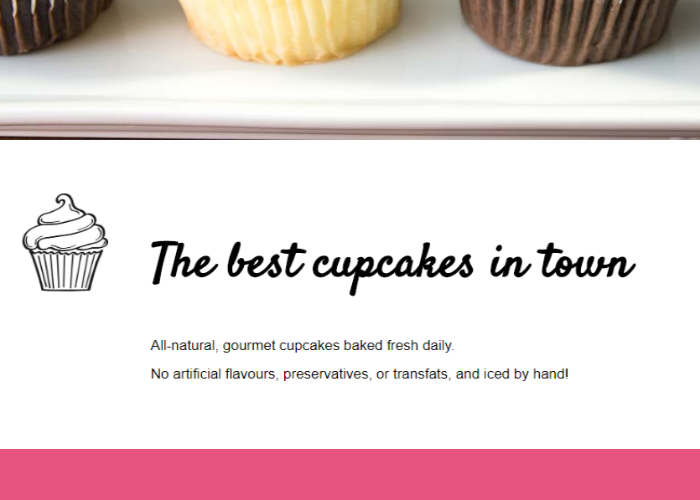 The best cupcakes in town
All-natural, gourmet cupcakes baked fresh daily.
No artificial flavours, preservatives, or transfats, and iced by hand!